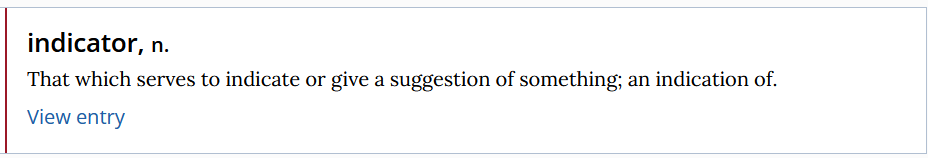 indicator, n.
That which serves to indicate or give a suggestion of something; an indication of.
View entry